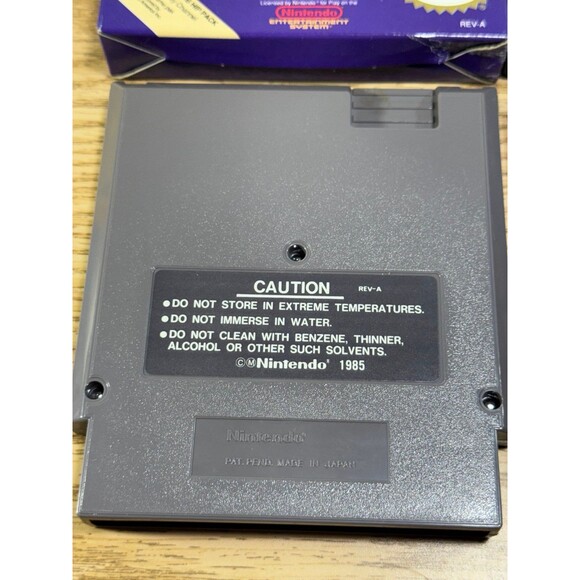 Licensed by Nintendo for Play on the
Nintendo
ENTERTAINMENT
SYSTEM
REV-A
CAUTION REV-A
●DO NOT STORE IN EXTREME TEMPERATURES.
●DO NOT IMMERSE IN WATER.
●DO NOT CLEAN WITH BENZENE, THINNER,
ALCOHOL OR OTHER SUCH SOLVENTS.
©ⓂNintendo® 1985
Nintendo®
PAT. PEND. MADE IN JAPAN